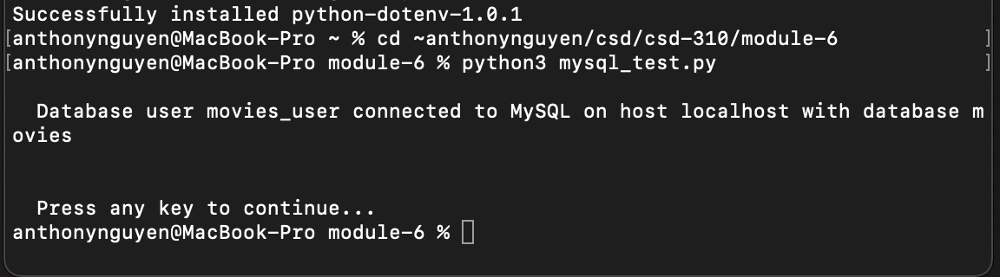 Successfully installed python-dotenv-1.0.1
[anthonynguyen@MacBook-Pro ~ % cd ~anthonynguyen/csd/csd-310/module-6 ]
[anthonynguyen@MacBook-Pro module-6 % python3 mysql_test.py ]
Database user movies_user connected to MySQL on host localhost with database m
ovies
Press any key to continue...
anthonynguyen@MacBook-Pro module-6 %